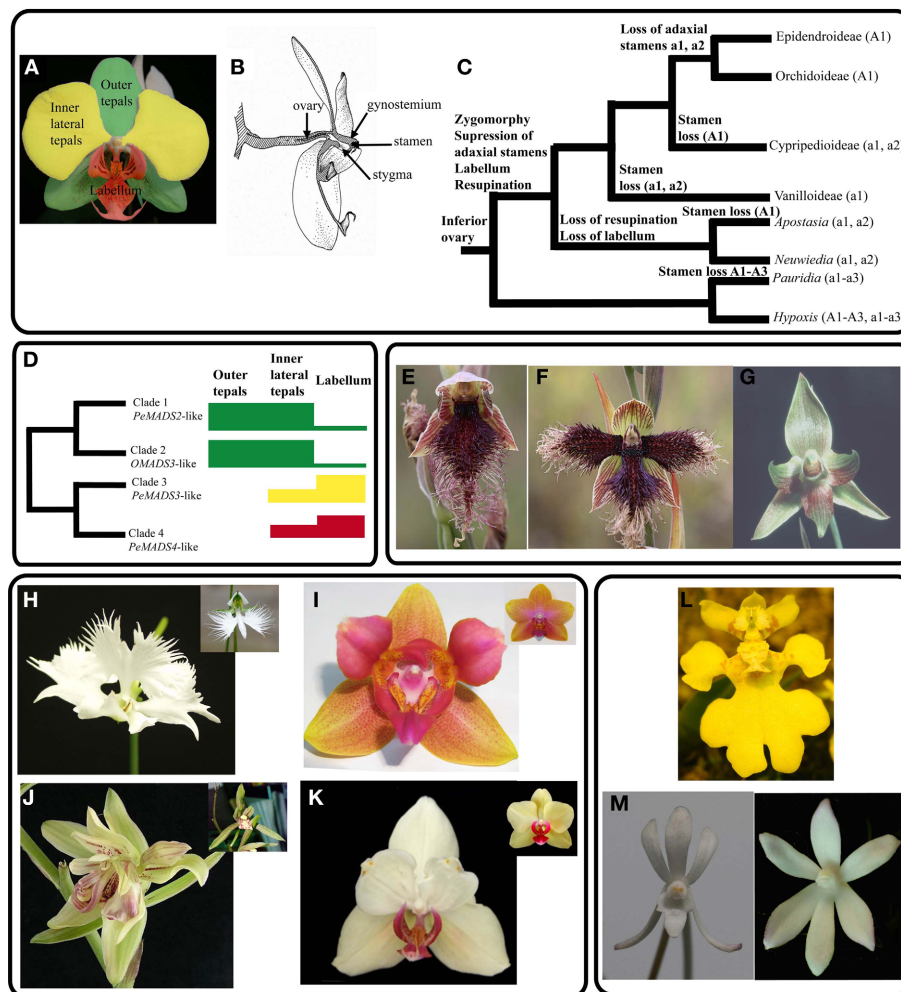 A
Outer
tepals
Inner
lateral
tepals
Labellum
B
ovary
gynostemium
stamen
stygma
C
Loss of adaxial
stamens a1, a2
Epidendroideae (A1)
Orchidoideae (A1)
Zygomorphy
Supression of
adaxial stamens
Labellum
Resupination
Stamen
loss (A1)
Cypripedioideae (a1, a2)
Stamen
loss (a1, a2)
Vanilloideae (a1)
Stamen loss (A1)
Apostasia (a1, a2)
Inferior
ovary
Loss of resupination
Loss of labellum
Neuwiedia (a1, a2)
Stamen loss A1-A3
Pauridia (a1-a3)
Hypoxis (A1-A3, a1-a3
D
Outer
tepals
Inner
lateral
tepals
Labellum
Clade 1
PeMADS2-like
Clade 2
OMADS3-like
Clade 3
PeMADS3-like
Clade 4
PeMADS4-like
E
F
G
H
I
J
K
L
M